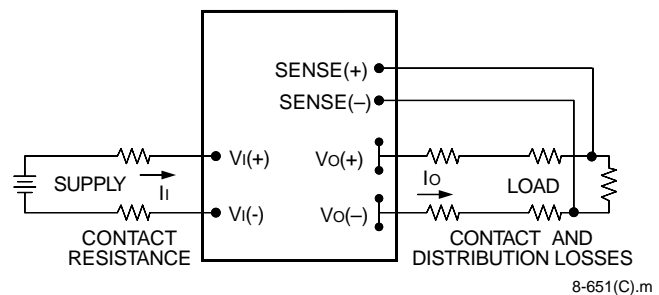 SENSE(+)
SENSE(–)
VI(+)
VO(+)
SUPPLY
II
IO
LOAD
VI(-)
VO(–)
CONTACT
RESISTANCE
CONTACT AND
DISTRIBUTION LOSSES
8-651(C).m